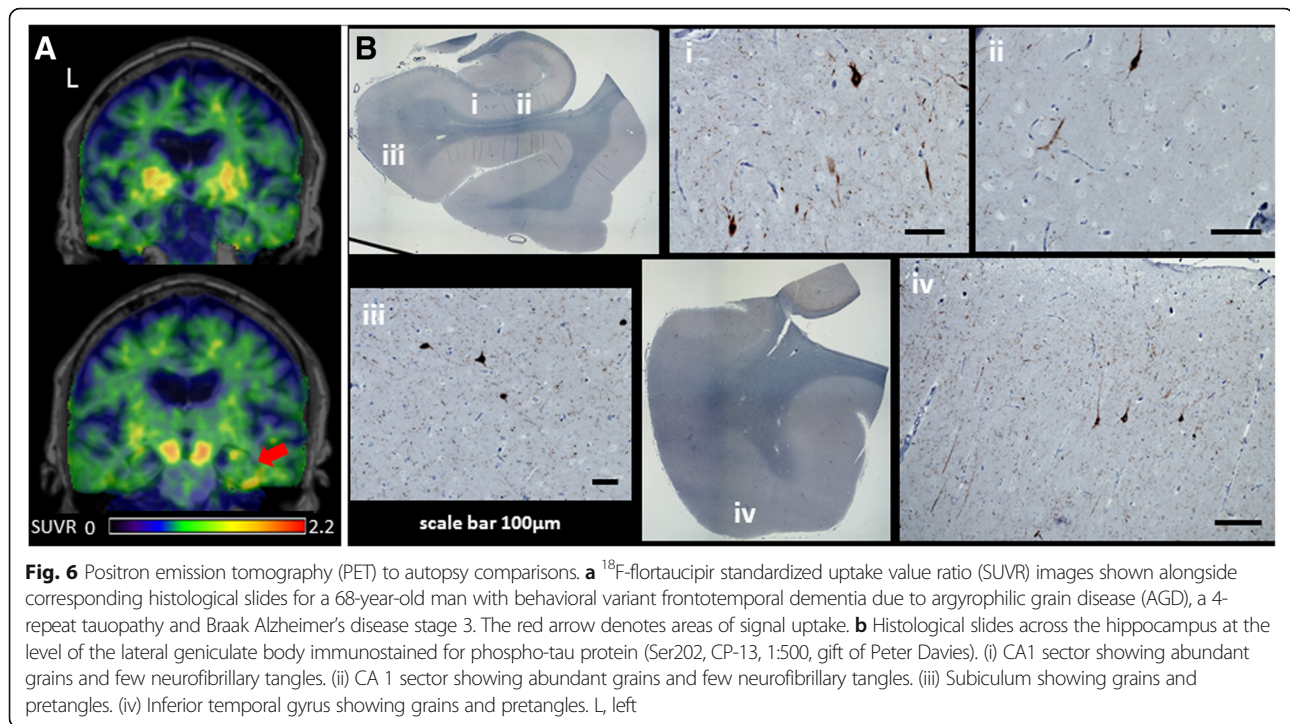 A
L
SUVR 0 2.2
B
i
ii
iii
i
ii
iii
iv
iv
scale bar 100µm
Fig. 6 Positron emission tomography (PET) to autopsy comparisons. a ¹⁸F-flortaucipir standardized uptake value ratio (SUVR) images shown alongside
corresponding histological slides for a 68-year-old man with behavioral variant frontotemporal dementia due to argyrophilic grain disease (AGD), a 4-
repeat tauopathy and Braak Alzheimer's disease stage 3. The red arrow denotes areas of signal uptake. b Histological slides across the hippocampus at the
level of the lateral geniculate body immunostained for phospho-tau protein (Ser202, CP-13, 1:500, gift of Peter Davies). (i) CA1 sector showing abundant
grains and few neurofibrillary tangles. (ii) CA 1 sector showing abundant grains and few neurofibrillary tangles. (iii) Subiculum showing grains and
pretangles. (iv) Inferior temporal gyrus showing grains and pretangles. L, left